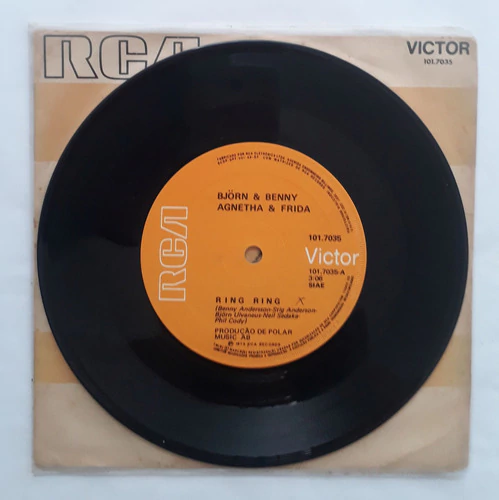 RCA
VICTOR
101.7035
BJÖRN & BENNY
AGNETHA & FRIDA
101.7035
RCA
Victor
101.7035-A
3:06
SIAE
RING RING
(Benny Andersson-Stig Anderson-
Björn Ulvaeus-Neil Sedaka
Phil Cody)
PRODUÇÃO DE POLAR
MUSIC AB